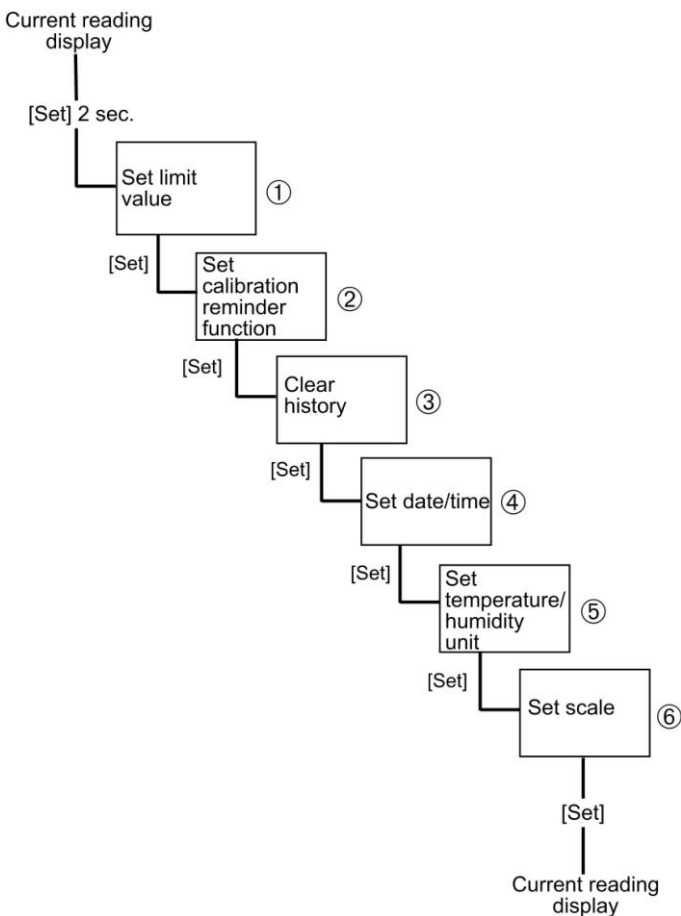 Current reading
display
[Set] 2 sec.
Set limit
value
①
[Set]
Set
calibration
reminder
function
②
[Set]
Clear
history
③
[Set]
Set date/time
④
[Set]
Set
temperature/
humidity
unit
⑤
[Set]
Set scale
⑥
[Set]
Current reading
display